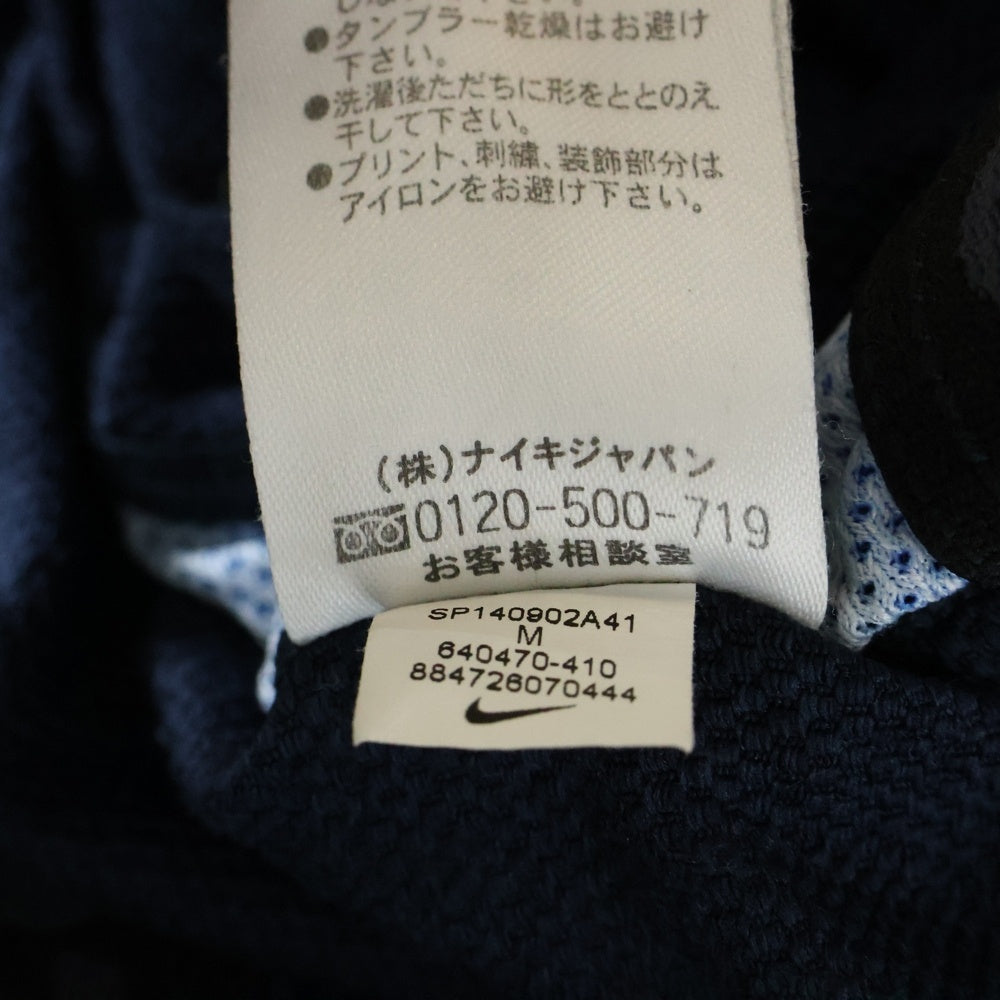 ●タンブラー乾燥はお避け
下さい。
●洗濯後ただちに形をととのえ
干して下さい。
●プリント、刺繍、装飾部分は
アイロンをお避け下さい。
(株)ナイキジャパン
0120-500-719
お客様相談室
SP140902A41
M
640470-410
884726070444